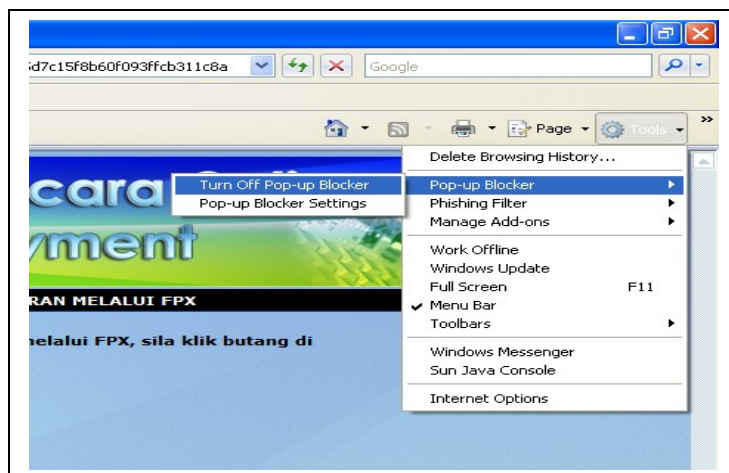 6d7c15f8b60f093ffcb311c8a
Google
Page
Tools
Delete Browsing History...
cara
Turn Off Pop-up Blocker
Pop-up Blocker
Pop-up Blocker Settings
Phishing Filter
Manage Add-ons
yment
Work Offline
Windows Update
RAN MELALUI FPX
Full Screen F11
Menu Bar
Toolbars
nelalui FPX, sila klik butang di
Windows Messenger
Sun Java Console
Internet Options